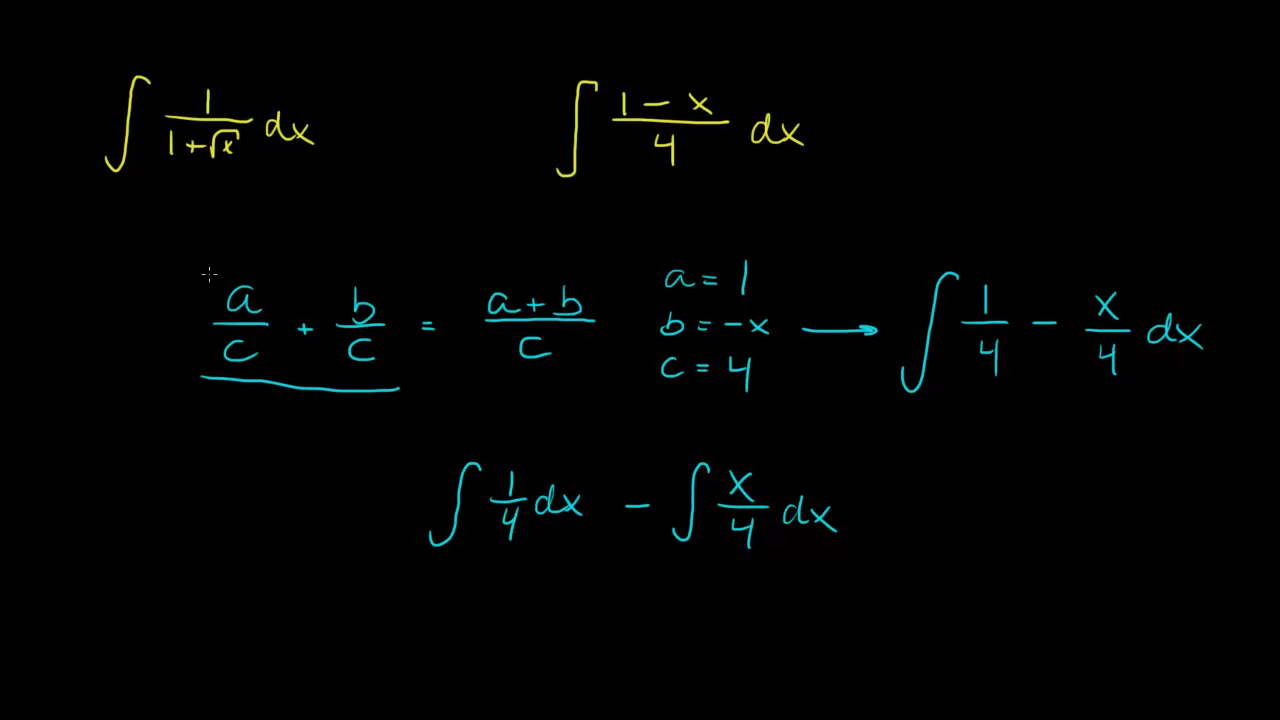 ∫ 1/(1+√x) dx    ∫ (1 − x)/4 dx
a/c + b/c = (a + b)/c    a = 1    b = −x    c = 4    ⟶    ∫ 1/4 − x/4 dx
∫ 1/4 dx − ∫ x/4 dx